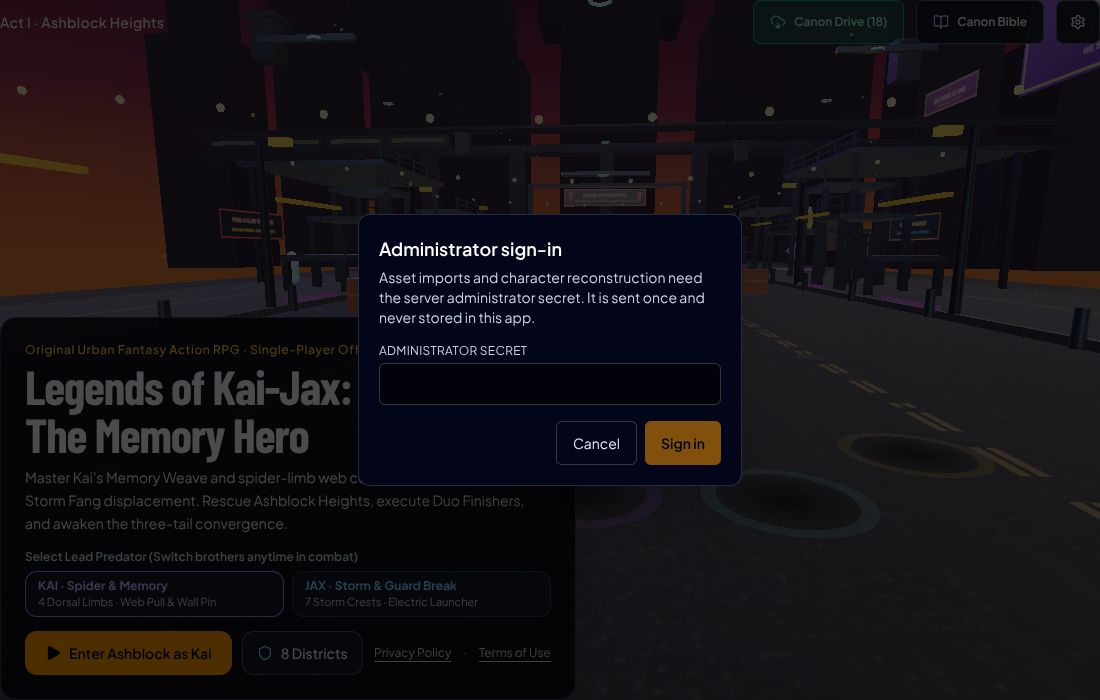 Act I · Ashblock Heights
Canon Drive (18)
Canon Bible
Administrator sign-in
Asset imports and character reconstruction need
the server administrator secret. It is sent once and
never stored in this app.
ADMINISTRATOR SECRET
Cancel
Sign in
Original Urban Fantasy Action RPG · Single-Player Off
Legends of Kai-Jax:
The Memory Hero
Master Kai's Memory Weave and spider-limb web c
Storm Fang displacement. Rescue Ashblock Heights, execute Duo Finishers,
and awaken the three-tail convergence.
Select Lead Predator (Switch brothers anytime in combat)
KAI · Spider & Memory
4 Dorsal Limbs · Web Pull & Wall Pin
JAX · Storm & Guard Break
7 Storm Crests · Electric Launcher
Enter Ashblock as Kai
8 Districts
Privacy Policy
·
Terms of Use